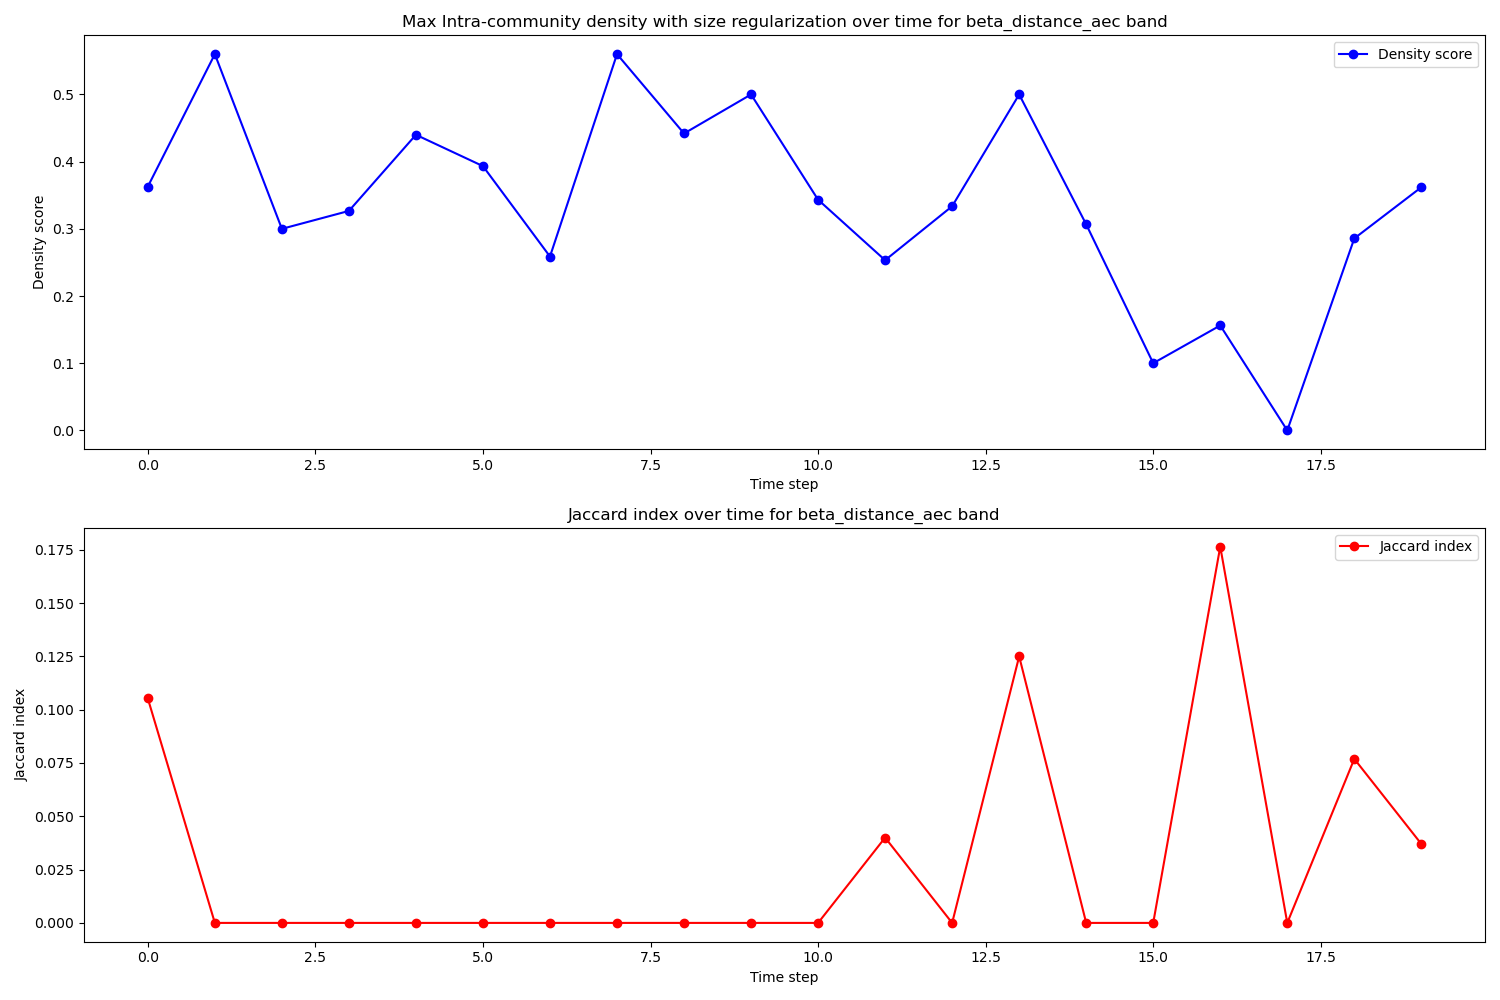 Max Intra-community density with size regularization over time for beta_distance_aec band
Density score
Density score
0.5
0.4
0.3
0.2
0.1
0.0
0.0 2.5 5.0 7.5 10.0 12.5 15.0 17.5
Time step
Jaccard index over time for beta_distance_aec band
Jaccard index
Jaccard index
0.175
0.150
0.125
0.100
0.075
0.050
0.025
0.000
0.0 2.5 5.0 7.5 10.0 12.5 15.0 17.5
Time step